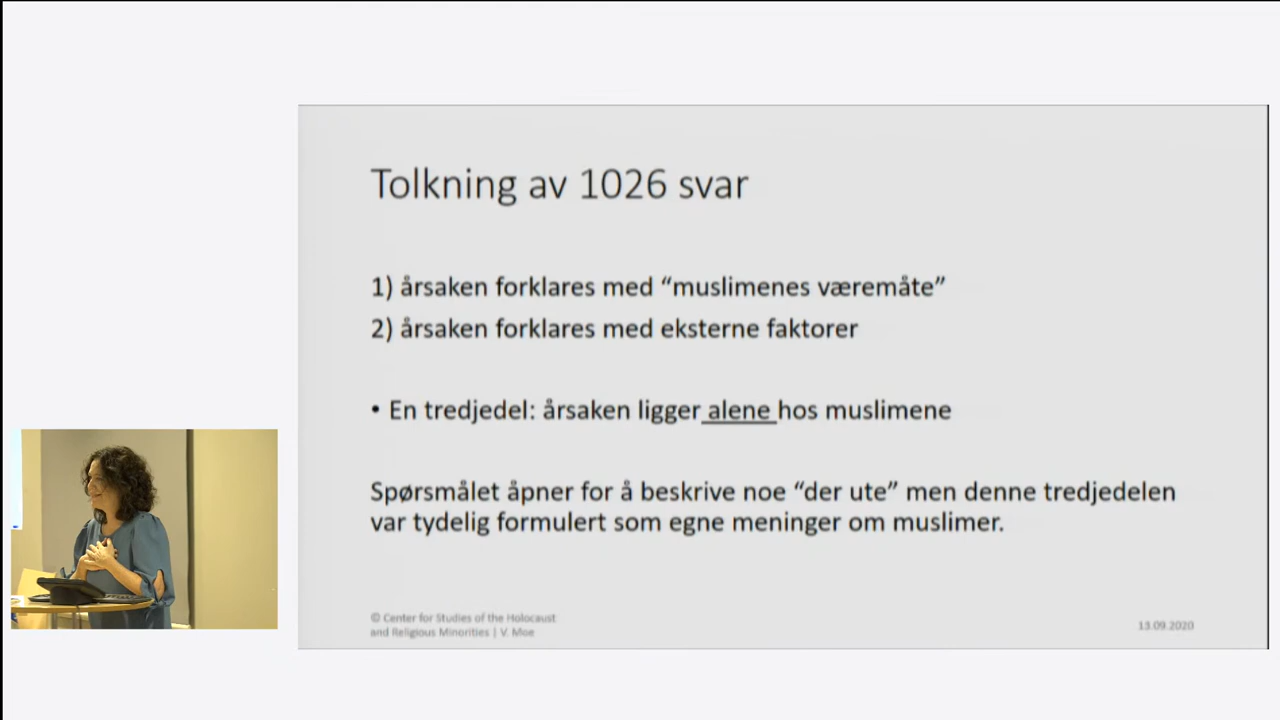 Tolkning av 1026 svar
1) årsaken forklares med “muslimenes væremåte”
2) årsaken forklares med eksterne faktorer
• En tredjedel: årsaken ligger alene hos muslimene
Spørsmålet åpner for å beskrive noe “der ute” men denne tredjedelen
var tydelig formulert som egne meninger om muslimer.
© Center for Studies of the Holocaust
and Religious Minorities | V. Moe
13.09.2020